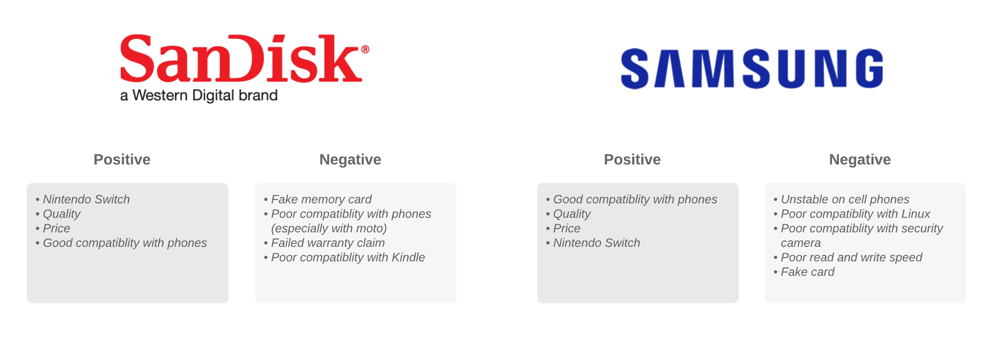 SanDisk®
a Western Digital brand
SAMSUNG
Positive
Negative
• Nintendo Switch
• Quality
• Price
• Good compatiblity with phones
• Fake memory card
• Poor compatiblity with phones
(especially with moto)
• Failed warranty claim
• Poor compatiblity with Kindle
Positive
Negative
• Good compatiblity with phones
• Quality
• Price
• Nintendo Switch
• Unstable on cell phones
• Poor compatiblity with Linux
• Poor compatiblity with security
camera
• Poor read and write speed
• Fake card